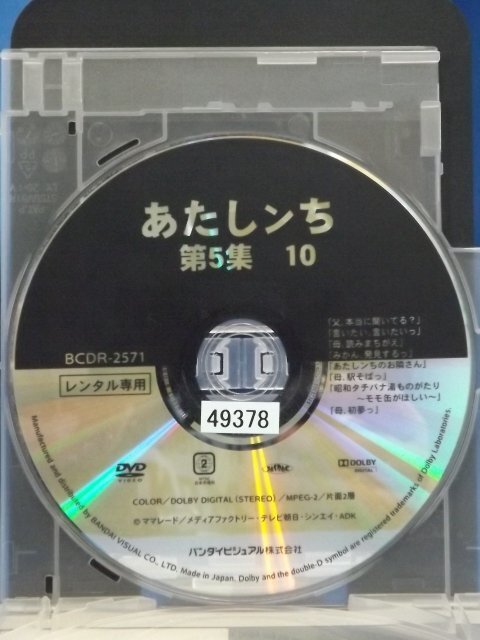 あたしンち
第5集 10
「父、本当に聞いてる?」
「言いたい、言いたいっ」
「母、読みまちがえ」
「みかん、発見するっ」
「あたしンちのお隣さん」
「母、駅そばっ」
「昭和タチバナ湯ものがたり
～モモ缶がほしい～」
「母、初夢っ」
BCDR-2571
レンタル専用
49378
DVD
VIDEO
2
NTSC
日本市場向
DOLBY
DIGITAL
COLOR/DOLBY DIGITAL (STEREO)/MPEG-2/片面2層
©ママレード/メディアファクトリー・テレビ朝日・シンエイ・ADK
バンダイビジュアル株式会社
Manufactured and distributed by BANDAI VISUAL CO., LTD. Made in Japan. Dolby and the double-D symbol are registered trademarks of Dolby Laboratories.